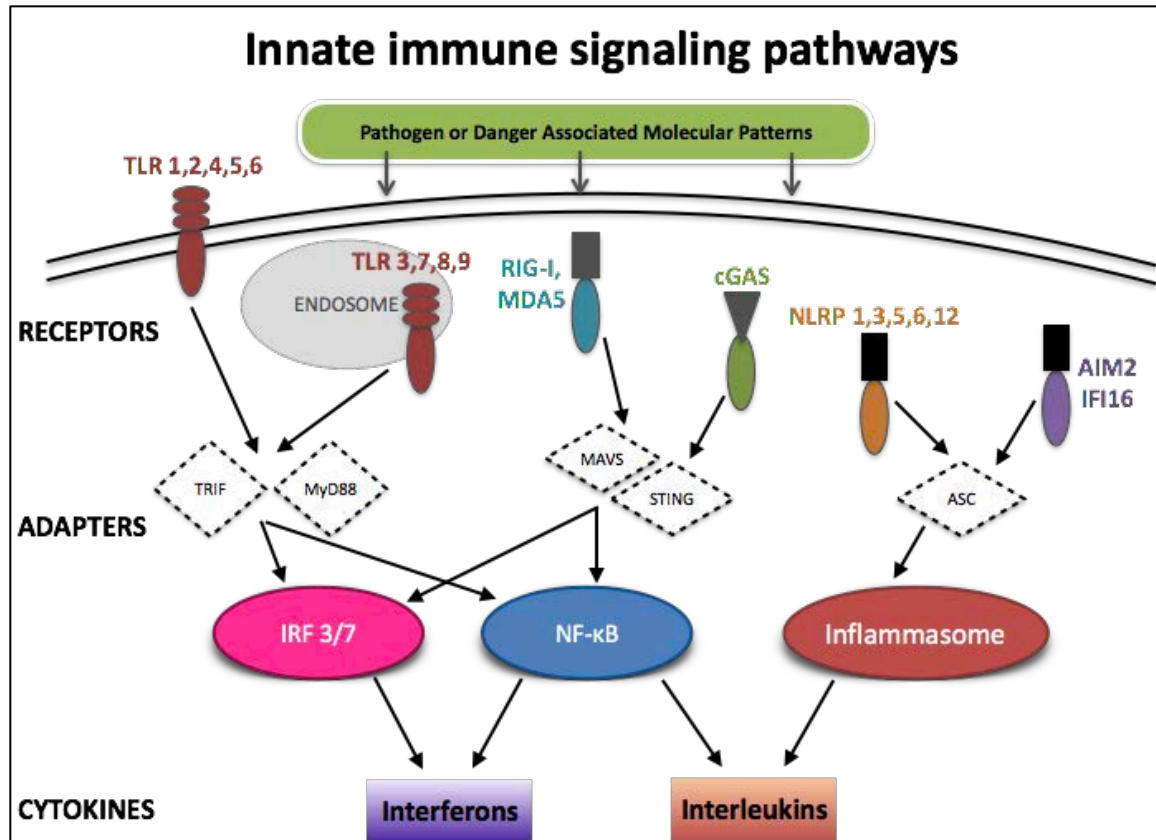 Innate immune signaling pathways
Pathogen or Danger Associated Molecular Patterns
TLR 1,2,4,5,6
TLR 3,7,8,9
ENDOSOME
RIG-I,
MDA5
cGAS
RECEPTORS
NLRP 1,3,5,6,12
AIM2
IFI16
TRIF
MyD88
MAVS
STING
ASC
ADAPTERS
IRF 3/7
NF-κB
Inflammasome
CYTOKINES
Interferons
Interleukins